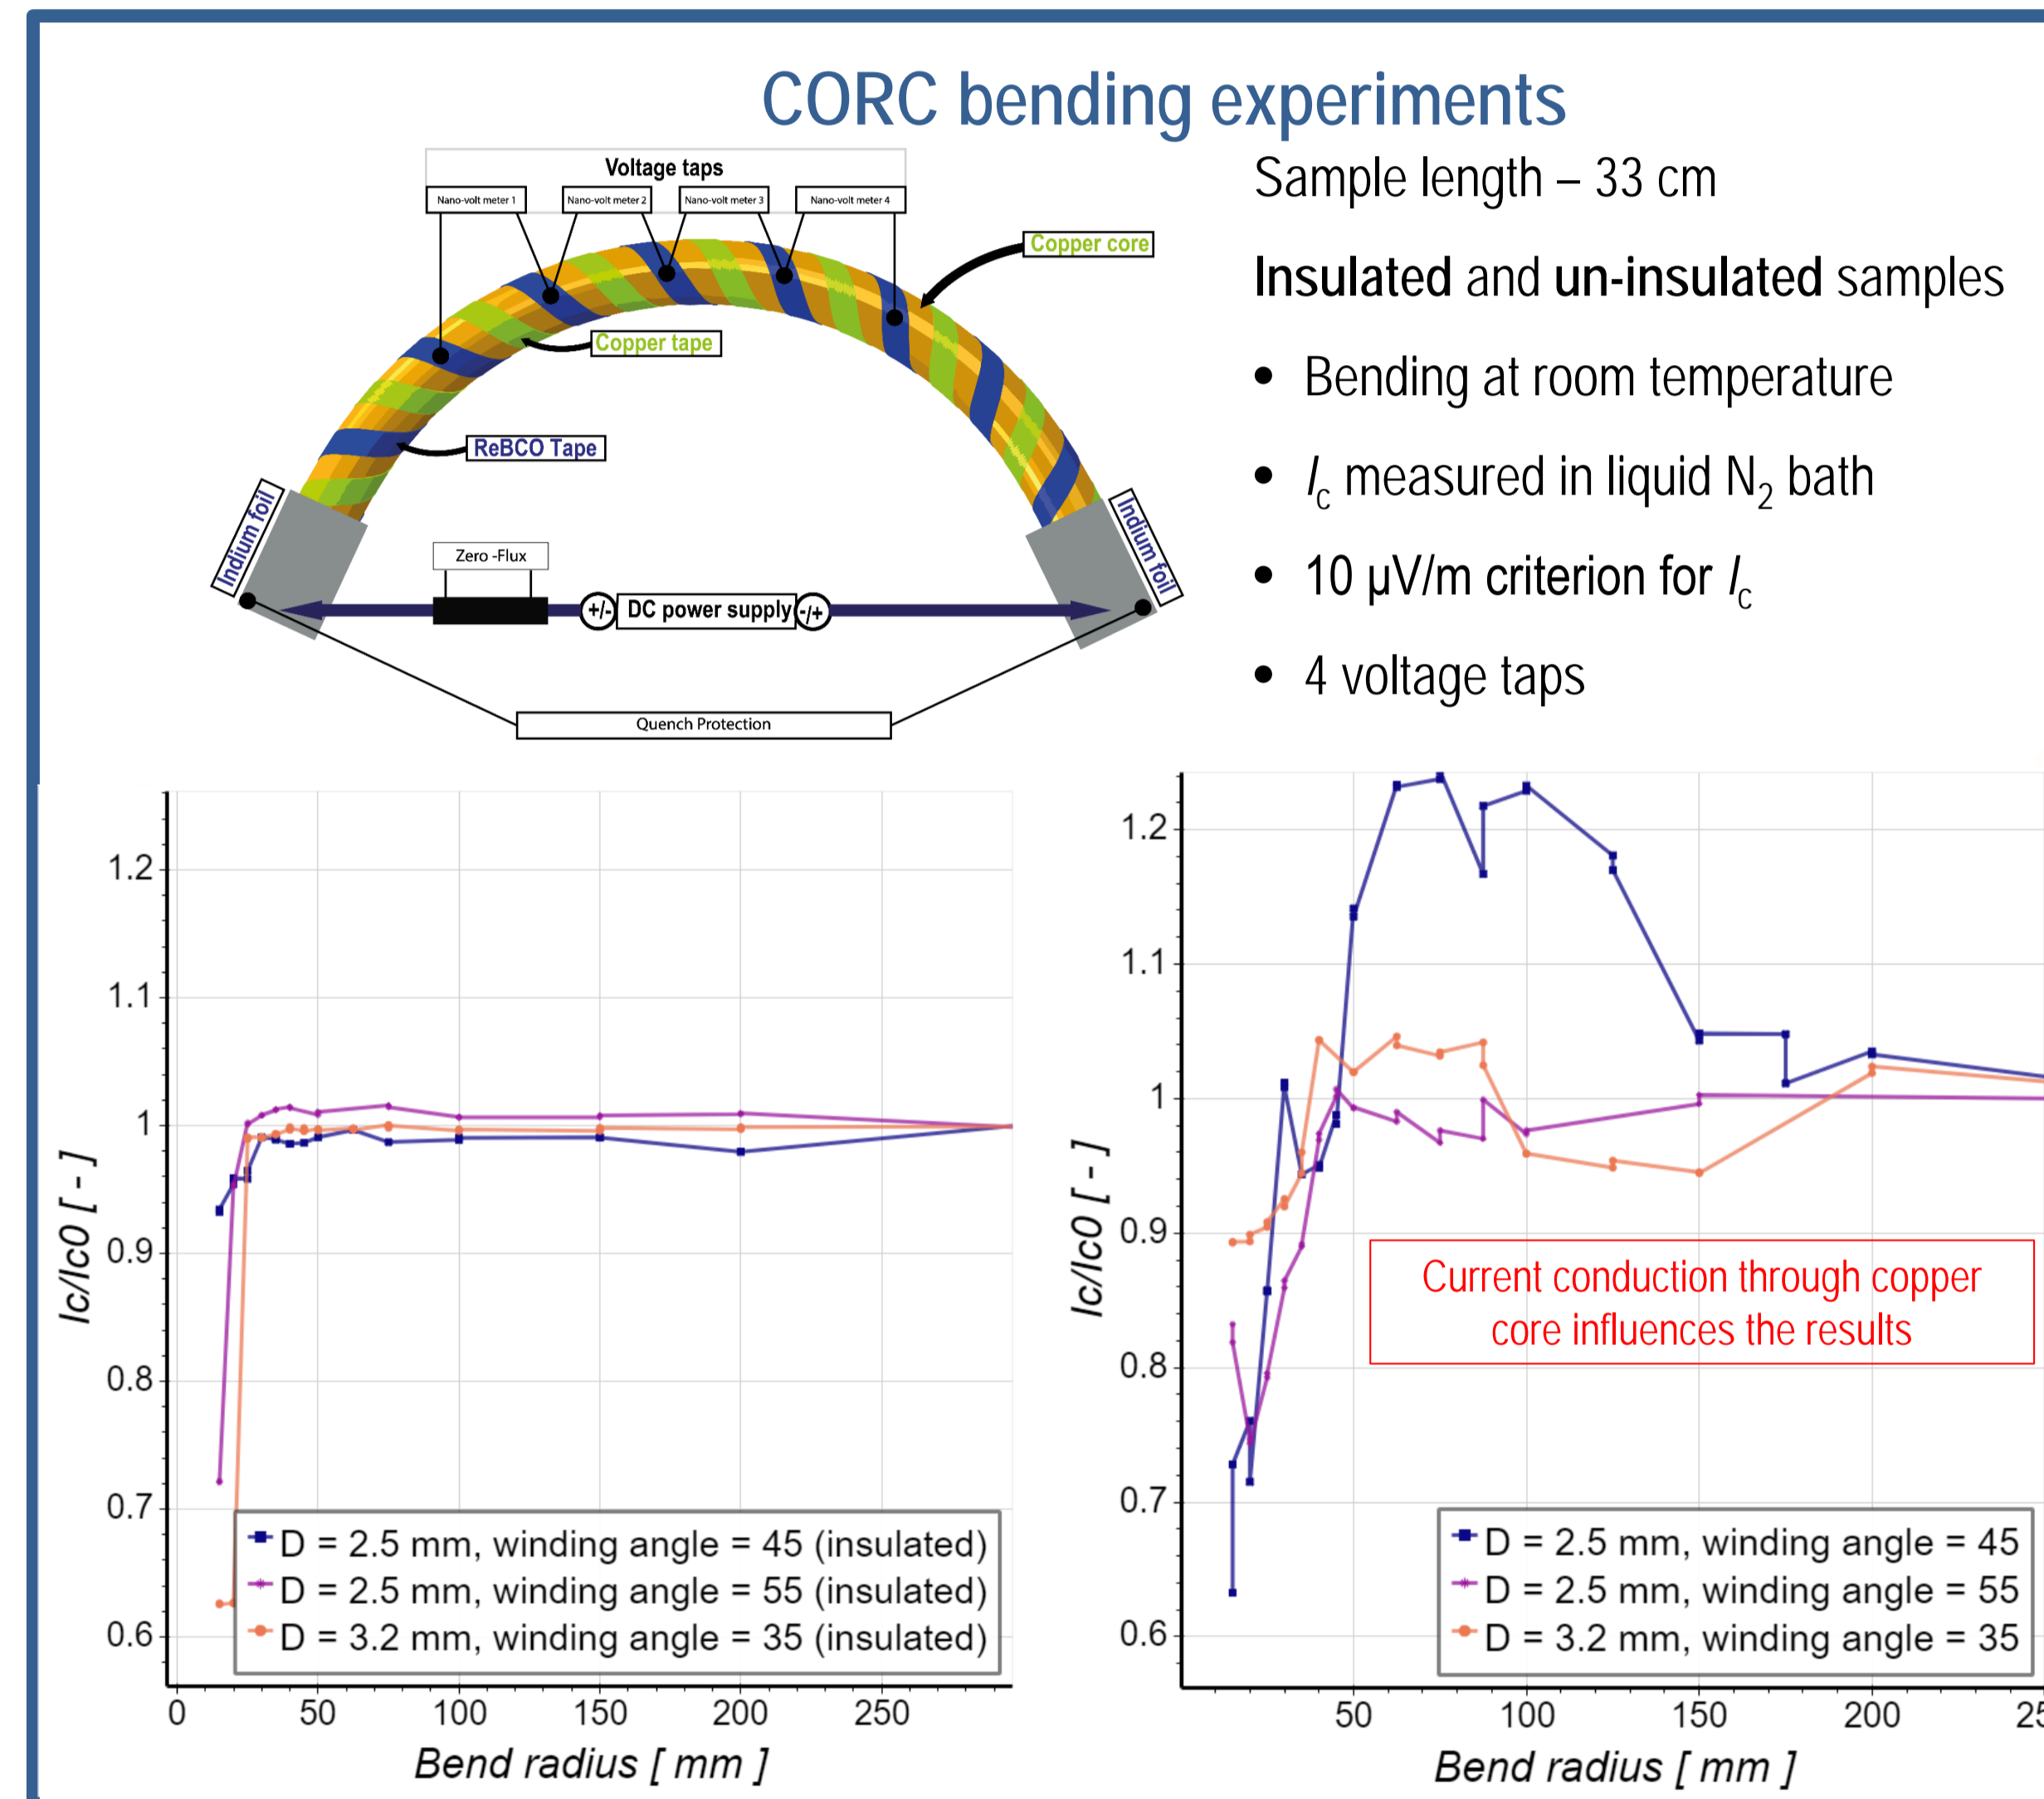 CORC bending experiments
Voltage taps
Nano-volt meter 1
Nano-volt meter 2
Nano-volt meter 3
Nano-volt meter 4
Copper core
Copper tape
ReBCO Tape
Indium foil
Indium foil
Zero -Flux
+/-
DC power supply
-/+
Quench Protection
Sample length – 33 cm
Insulated and un-insulated samples
• Bending at room temperature
• Ic measured in liquid N2 bath
• 10 µV/m criterion for Ic
• 4 voltage taps
1.2
1.1
1
0.9
0.8
0.7
0.6
Ic/Ic0 [ - ]
D = 2.5 mm, winding angle = 45 (insulated)
D = 2.5 mm, winding angle = 55 (insulated)
D = 3.2 mm, winding angle = 35 (insulated)
0 50 100 150 200 250
Bend radius [ mm ]
1.2
1.1
1
0.9
0.8
0.7
0.6
Ic/Ic0 [ - ]
Current conduction through copper
core influences the results
D = 2.5 mm, winding angle = 45
D = 2.5 mm, winding angle = 55
D = 3.2 mm, winding angle = 35
50 100 150 200
Bend radius [ mm ]